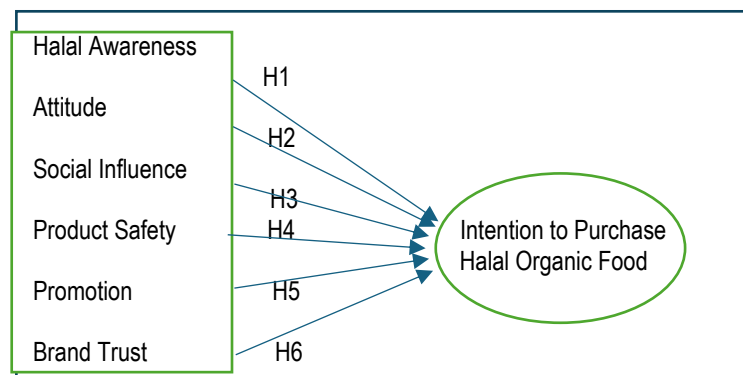 Halal Awareness
H1
Attitude
H2
Social Influence
H3
Product Safety
H4
Intention to Purchase
Halal Organic Food
Promotion
H5
Brand Trust
H6